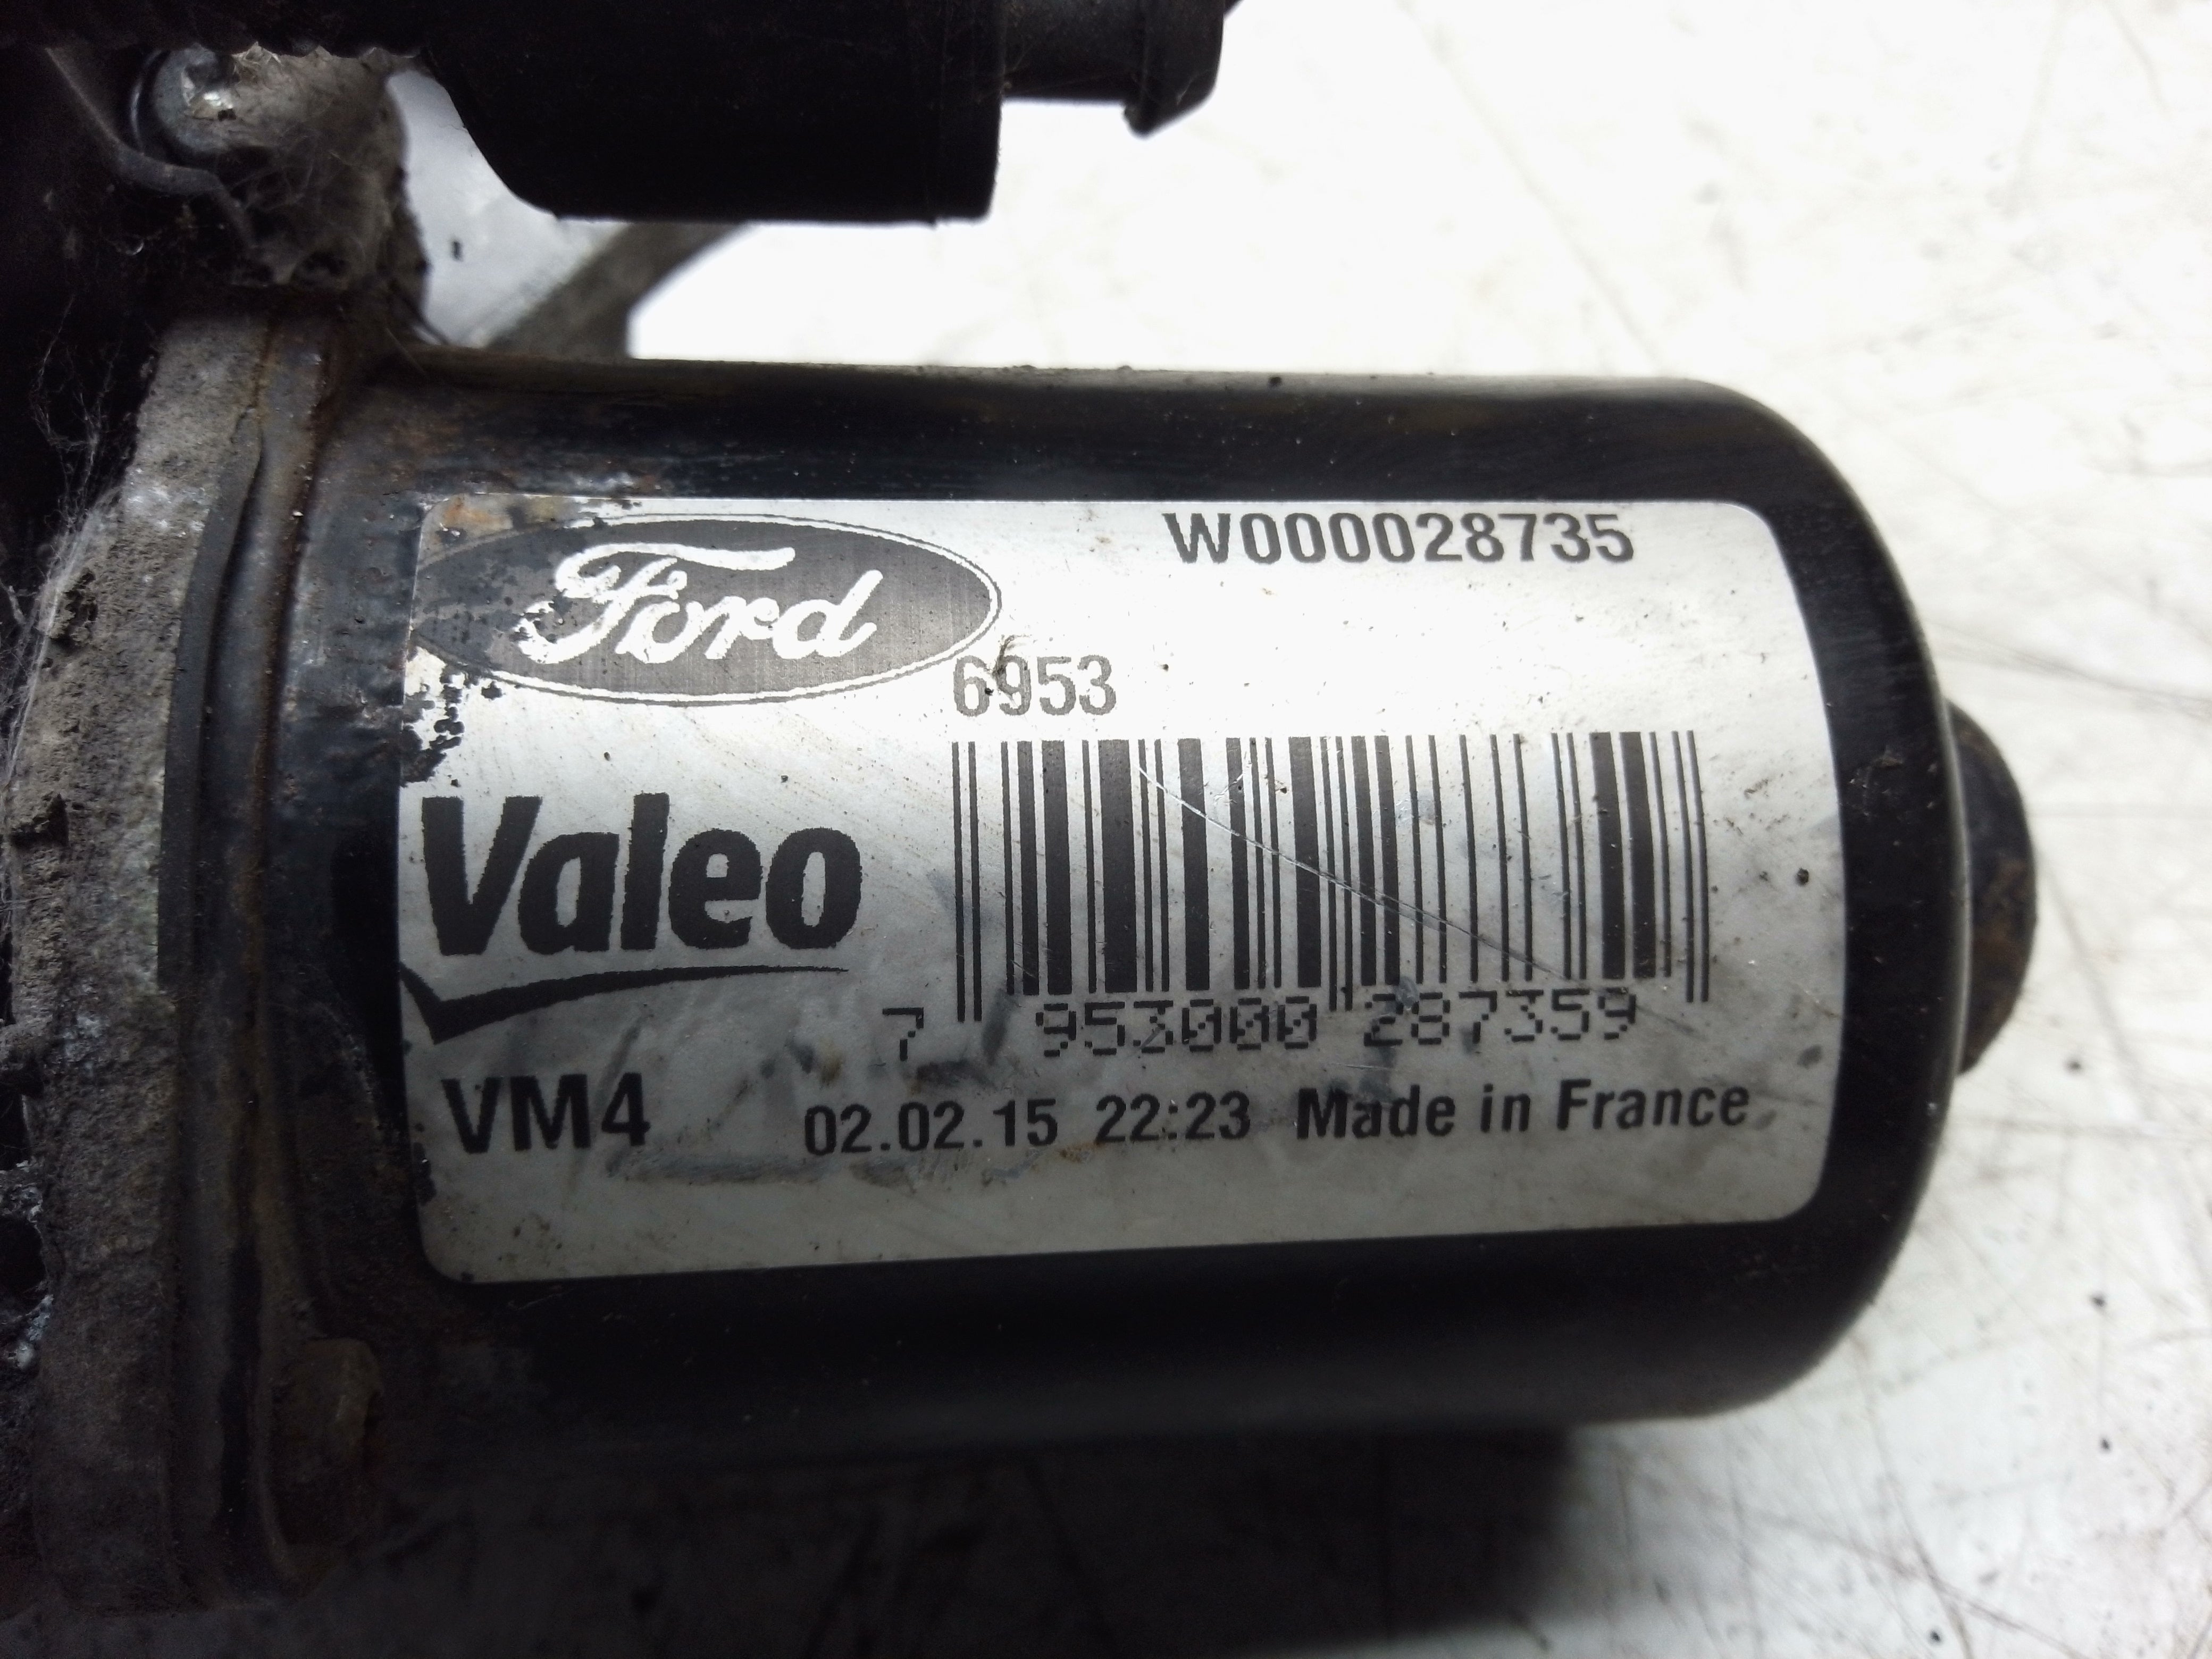 Ford
W000028735
6953
Valeo
7 953000 287359
VM4
02.02.15 22:23 Made in France